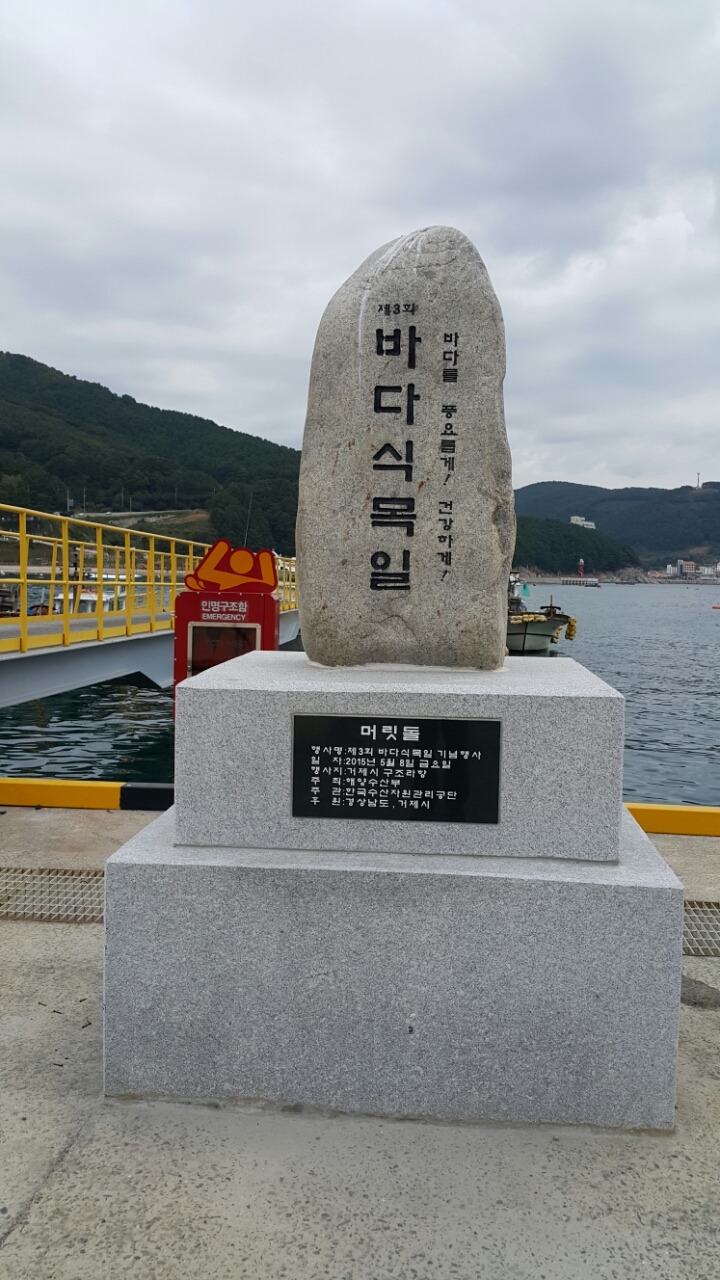 제3회
바다식목일
바다를 풍요롭게! 건강하게!
인명구조함
EMERGENCY
머릿돌
행사명:제3회 바다식목일 기념행사
일 자:2015년 5월 8일 금요일
행사지:거제시 구조라항
주 최:해양수산부
주 관:한국수산자원관리공단
후 원:경상남도, 거제시